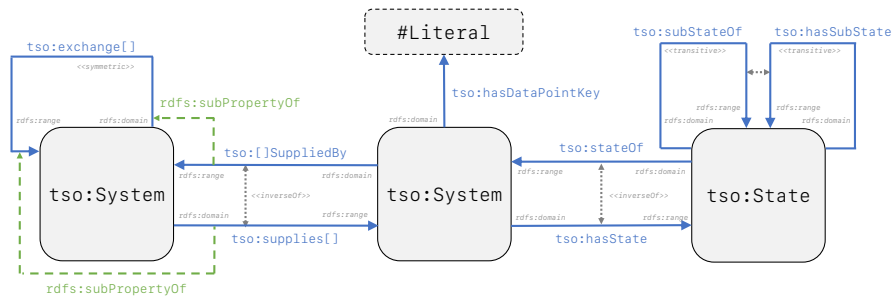 tso:exchange[]
<<symmetric>>
rdfs:subPropertyOf
#Literal
tso:subStateOf
tso:hasSubState
<<transitive>>
<<transitive>>
tso:hasDataPointKey
rdfs:range
rdfs:domain
rdfs:domain
rdfs:range
rdfs:range
rdfs:domain
rdfs:domain
tso:[]SuppliedBy
tso:stateOf
rdfs:range
rdfs:domain
rdfs:range
rdfs:domain
tso:System
<<inverseOf>>
tso:System
<<inverseOf>>
tso:State
rdfs:domain
rdfs:range
rdfs:domain
rdfs:range
tso:supplies[]
tso:hasState
rdfs:subPropertyOf